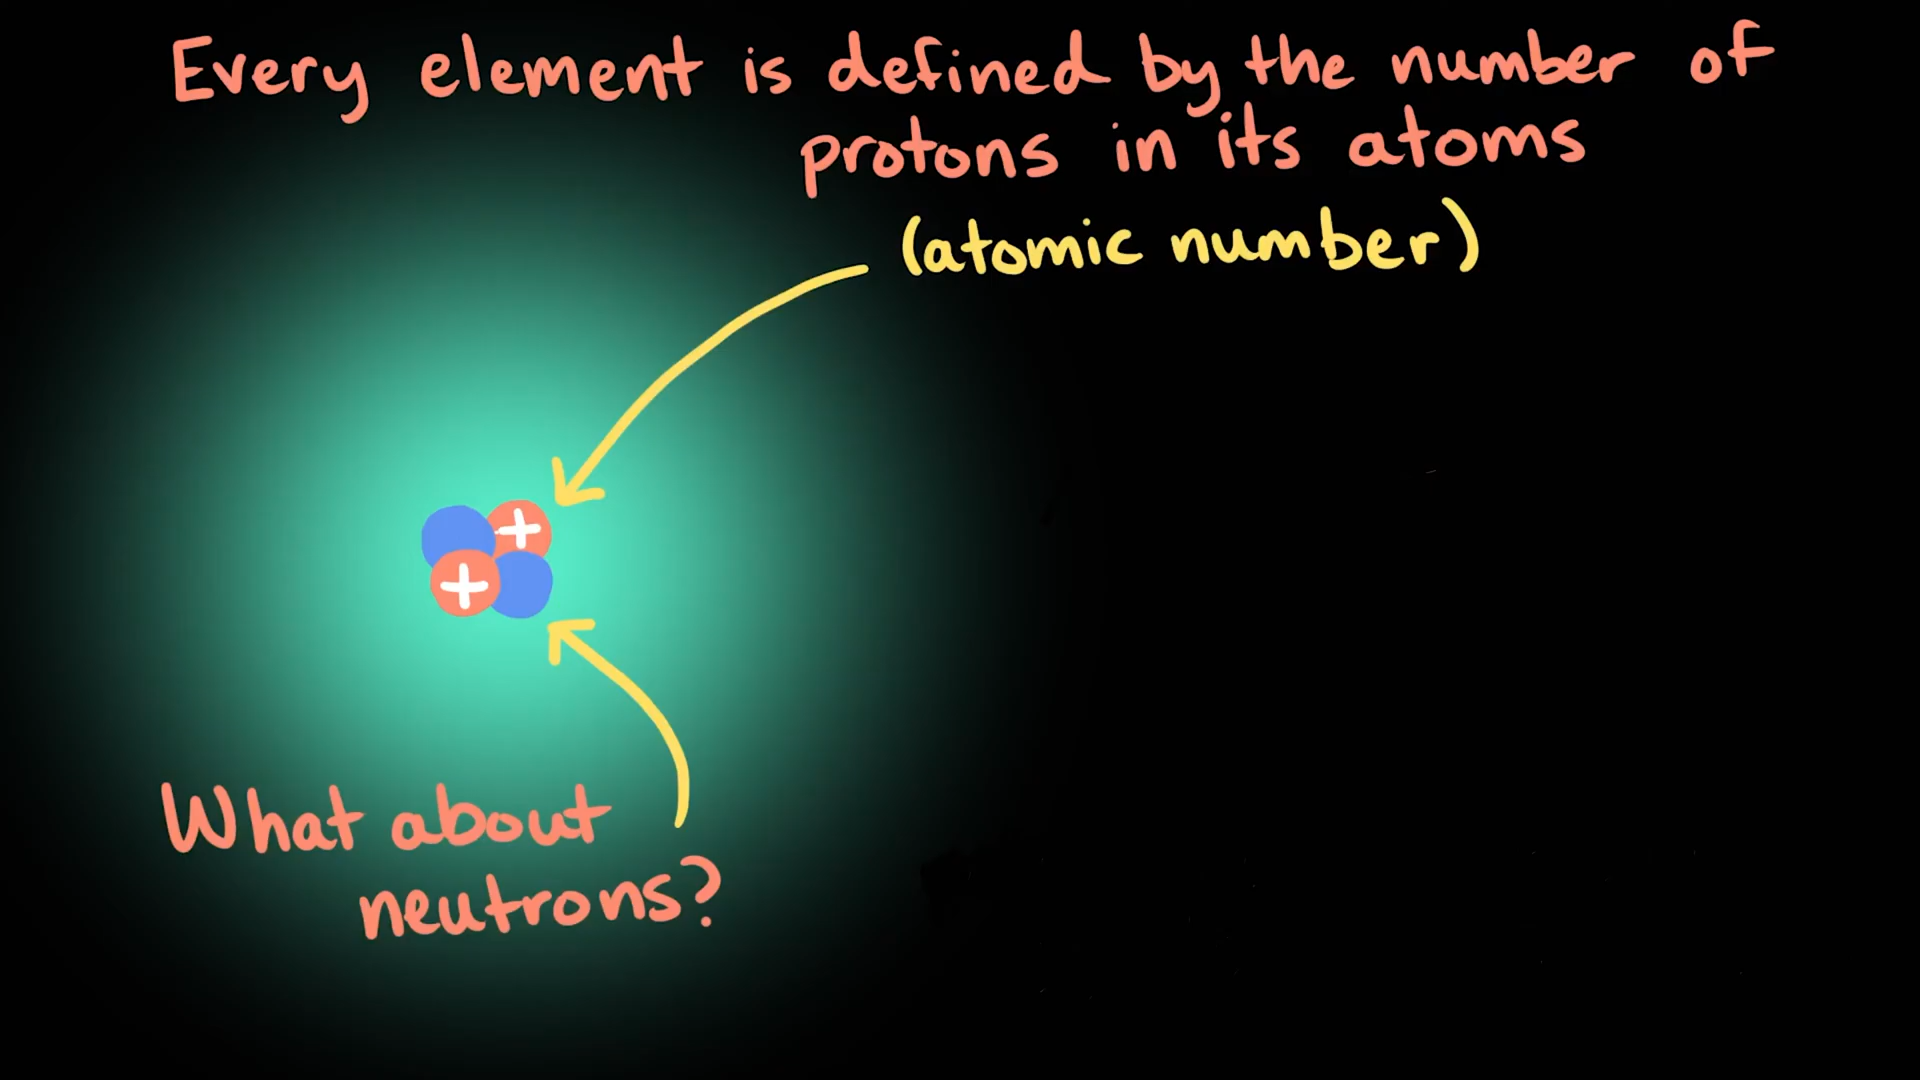 Every element is defined by the number of
protons in its atoms
(atomic number)
+
+
What about
neutrons?